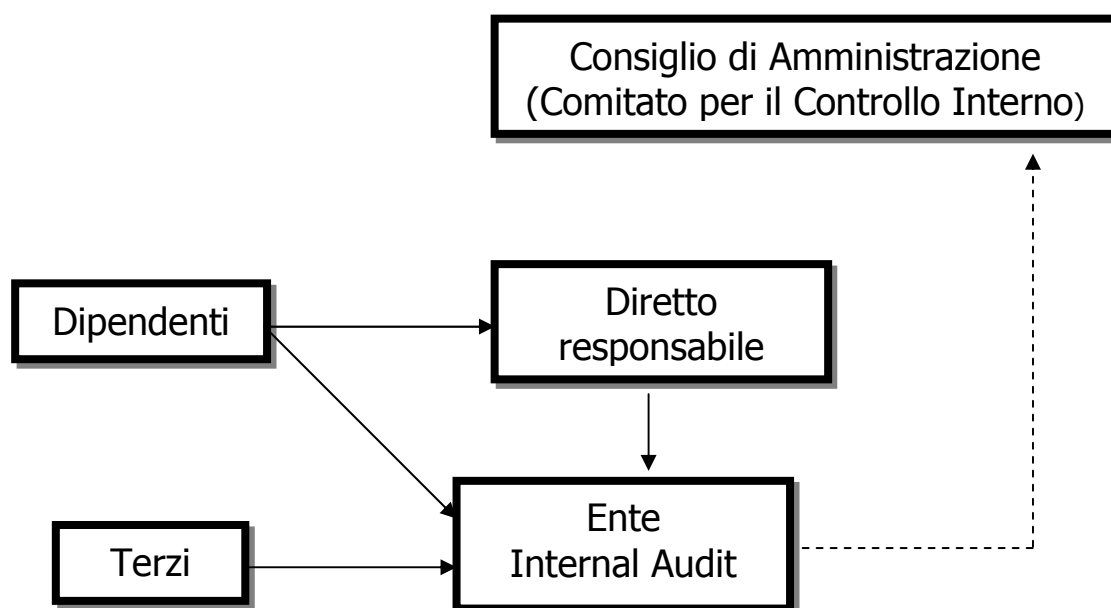 Consiglio di Amministrazione
(Comitato per il Controllo Interno)
Dipendenti
Diretto
responsabile
Terzi
Ente
Internal Audit